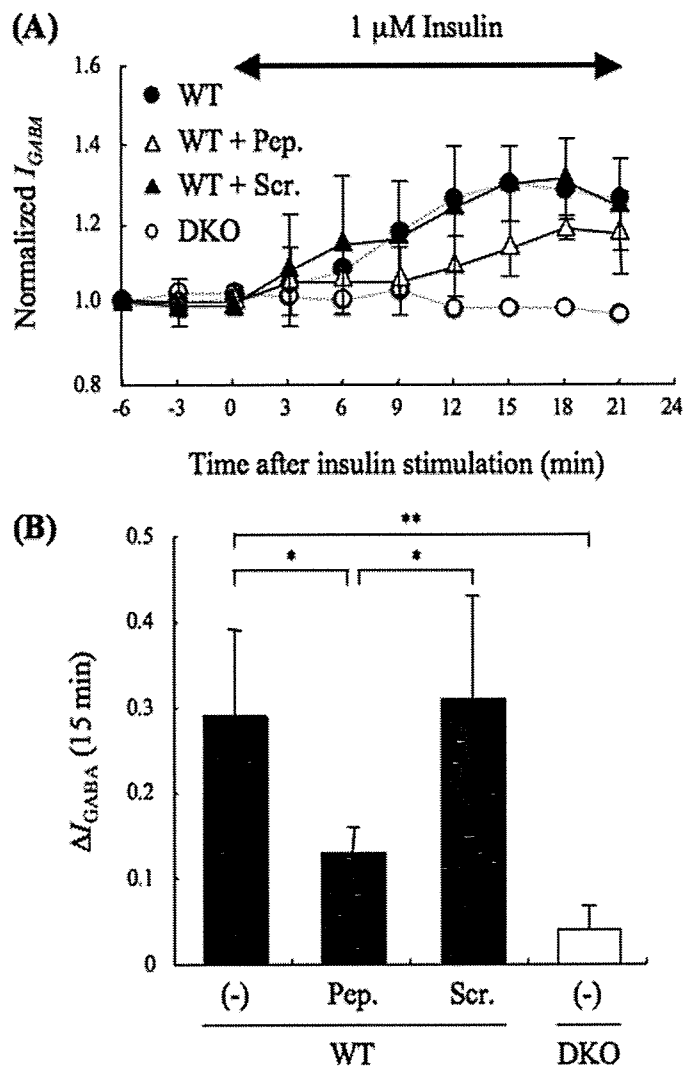 (A)
1 µM Insulin
1.6
WT
WT + Pep.
1.4
WT + Scr.
DKO
1.2
1.0
0.8
Normalized I_GABA
-6 -3 0 3 6 9 12 15 18 21 24
Time after insulin stimulation (min)
(B)
0.5
**
* *
0.4
0.3
0.2
0.1
0
ΔI_GABA (15 min)
(-) Pep. Scr. (-)
WT DKO